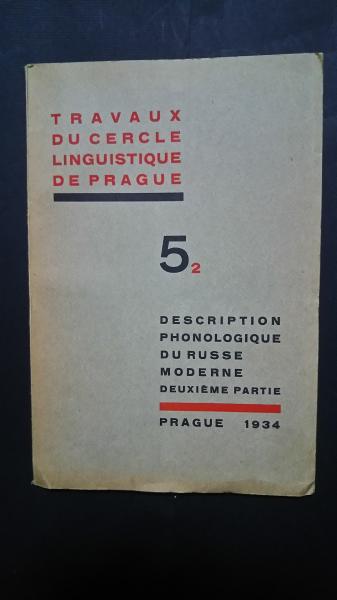 TRAVAUX
DU CERCLE
LINGUISTIQUE
DE PRAGUE
5₂
DESCRIPTION
PHONOLOGIQUE
DU RUSSE
MODERNE
DEUXIÈME PARTIE
PRAGUE 1934